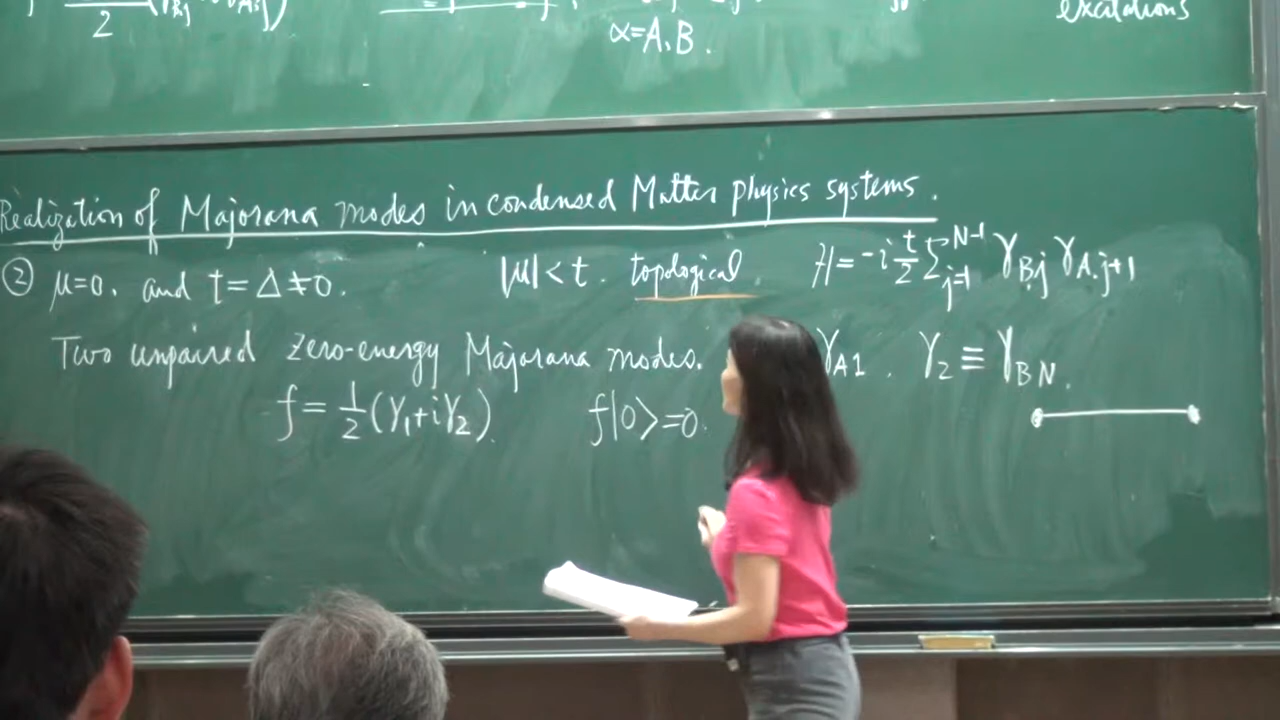 2
α=A,B.
excitations
Realization of Majorana modes in condensed Matter physics systems.
② μ=0, and t=Δ≠0. |μ|<t. topological H=-i t/2 Σ_{j=1}^{N-1} γ_{Bj} γ_{A,j+1}
Two unpaired zero-energy Majorana modes. γ_{A1}, γ_2≡γ_{BN}.
f=1/2(γ_1+iγ_2). f|0>=0.